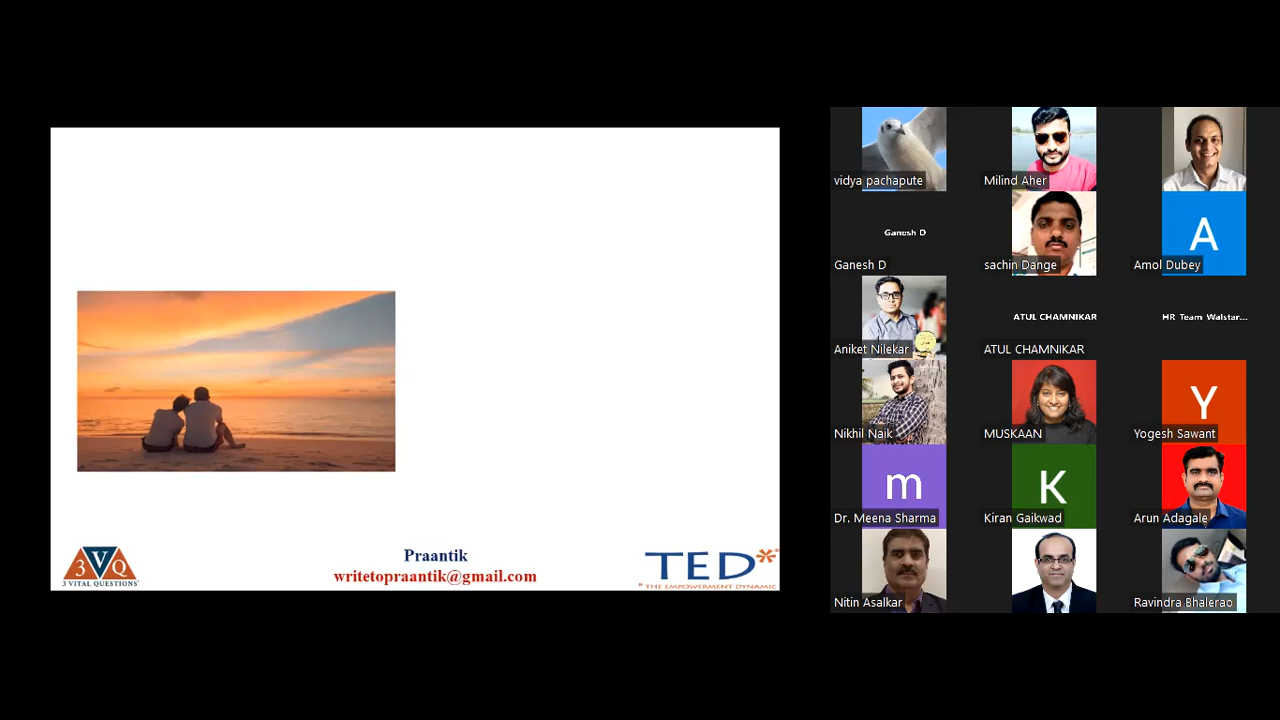 3VQ
3 VITAL QUESTIONS
Praantik
writetopraantik@gmail.com
TED*
* THE EMPOWERMENT DYNAMIC
vidya pachapute
Milind Aher
Ganesh D
Ganesh D
sachin Dange
A
Amol Dubey
Aniket Nilekar
ATUL CHAMNIKAR
ATUL CHAMNIKAR
HR Team Walstar...
Nikhil Naik
MUSKAAN
Y
Yogesh Sawant
m
Dr. Meena Sharma
K
Kiran Gaikwad
Arun Adagale
Nitin Asalkar
Ravindra Bhalerao